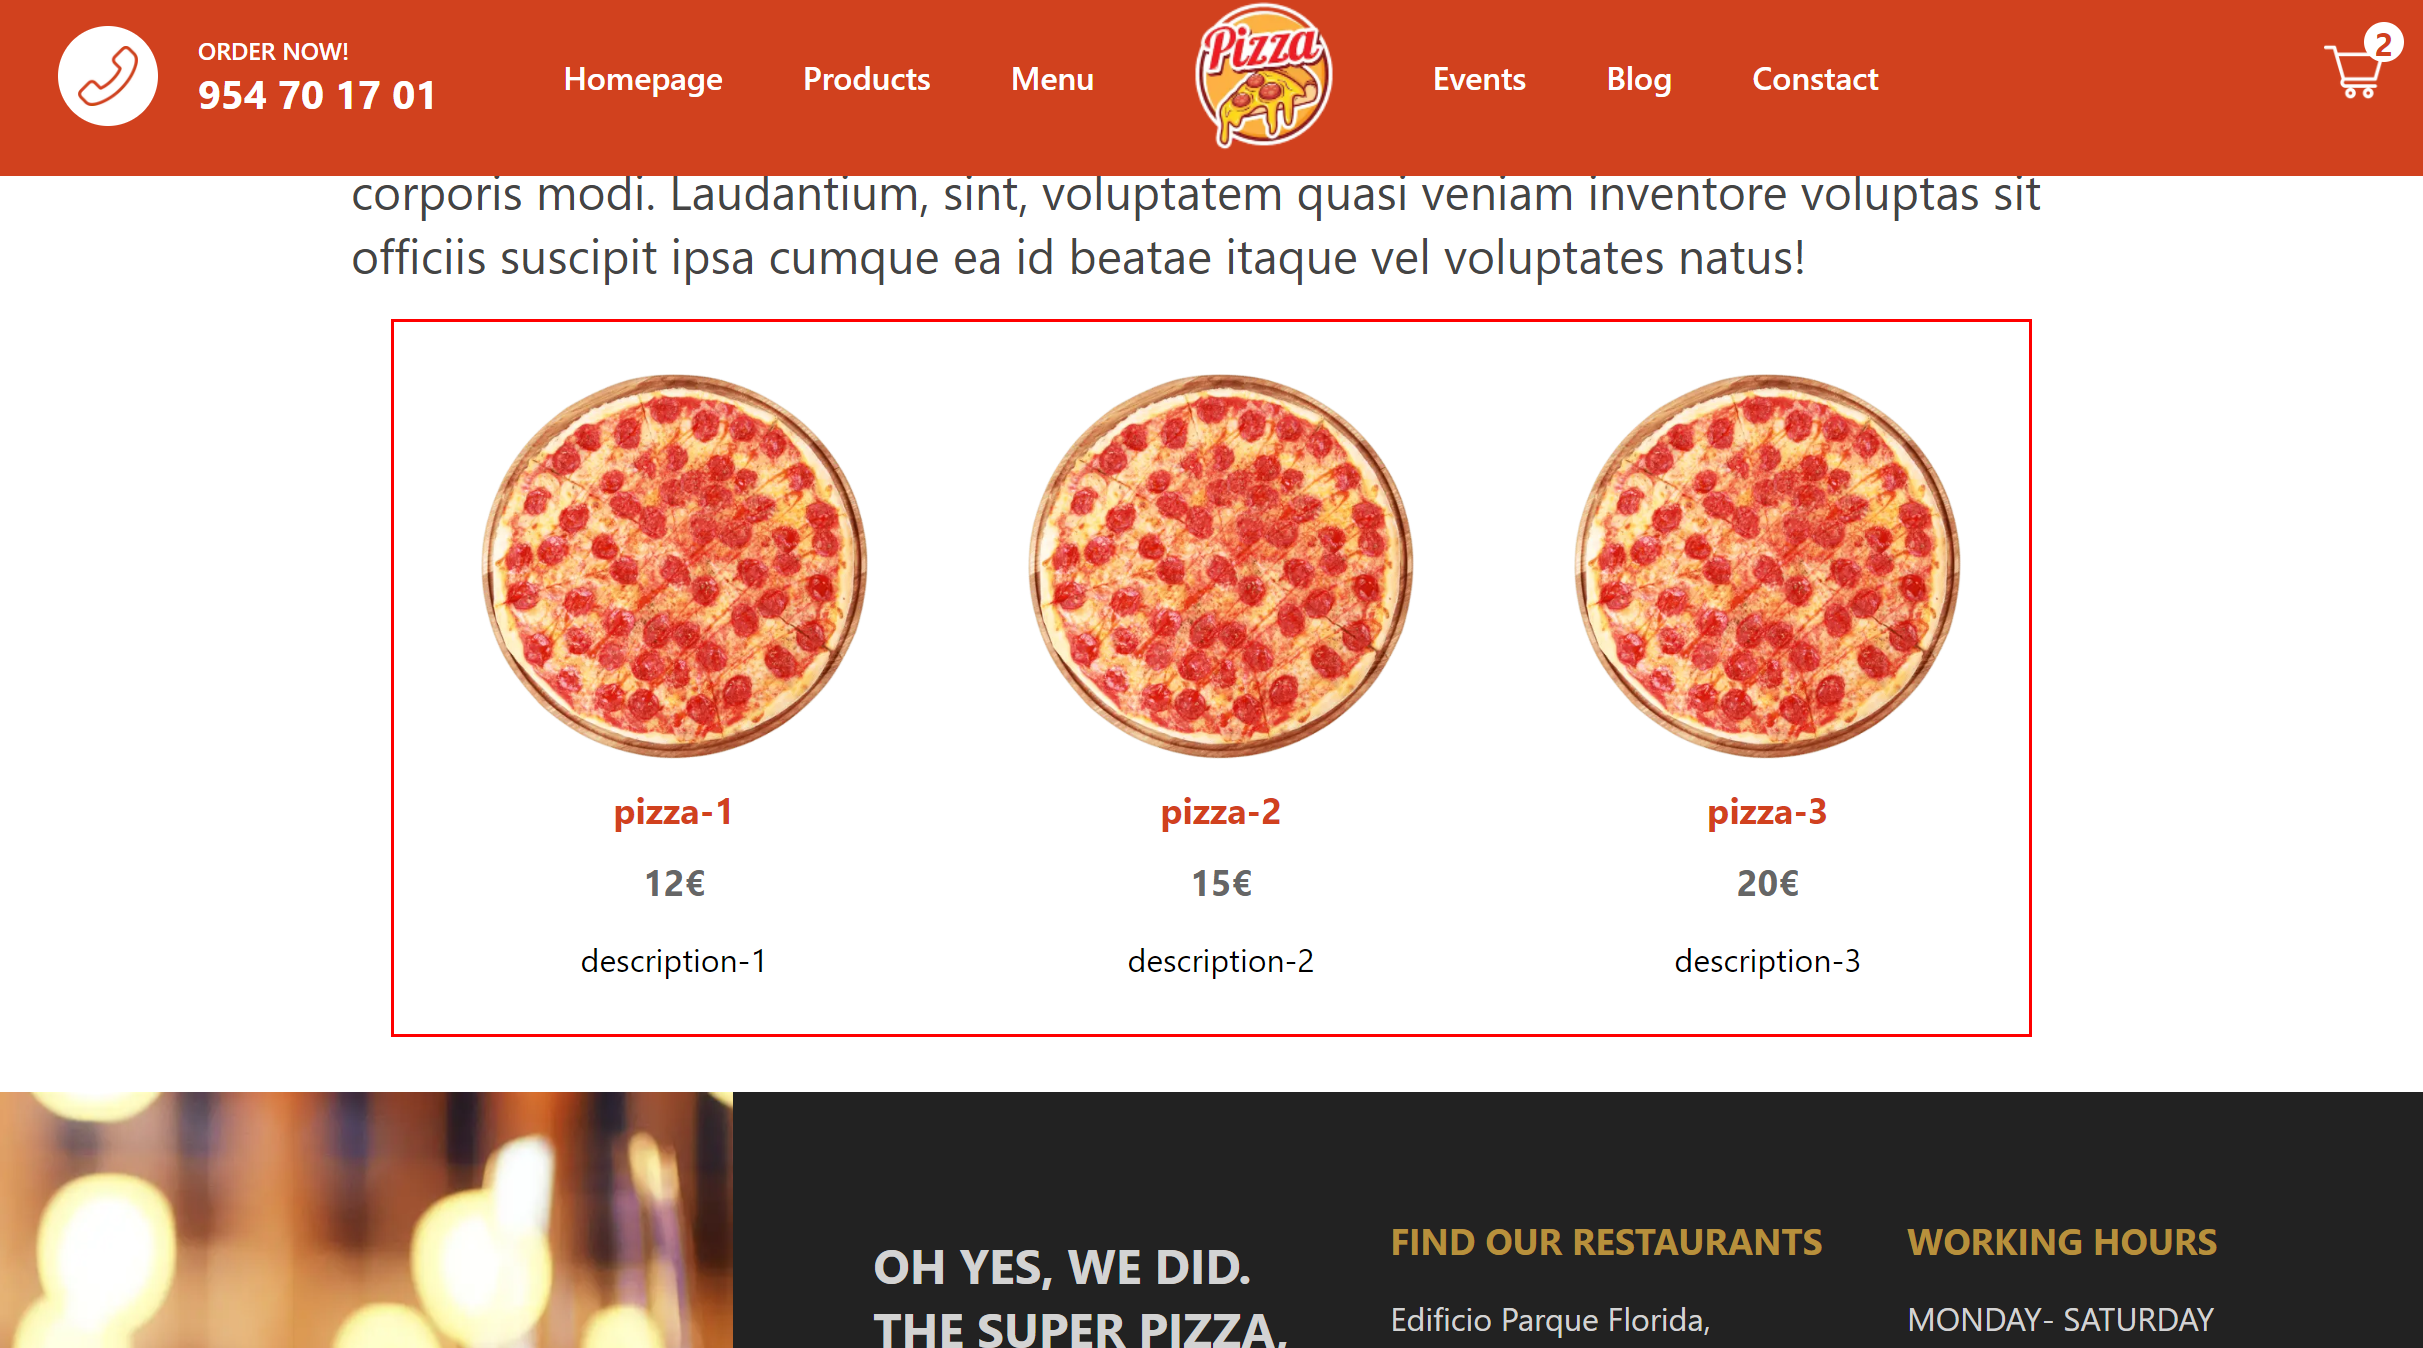 ORDER NOW!
954 70 17 01
Homepage
Products
Menu
Pizza
Events
Blog
Constact
2
corporis modi. Laudantium, sint, voluptatem quasi veniam inventore voluptas sit
officiis suscipit ipsa cumque ea id beatae itaque vel voluptates natus!
pizza-1
12€
description-1
pizza-2
15€
description-2
pizza-3
20€
description-3
OH YES, WE DID.
THE SUPER PIZZA,
FIND OUR RESTAURANTS
Edificio Parque Florida,
WORKING HOURS
MONDAY- SATURDAY